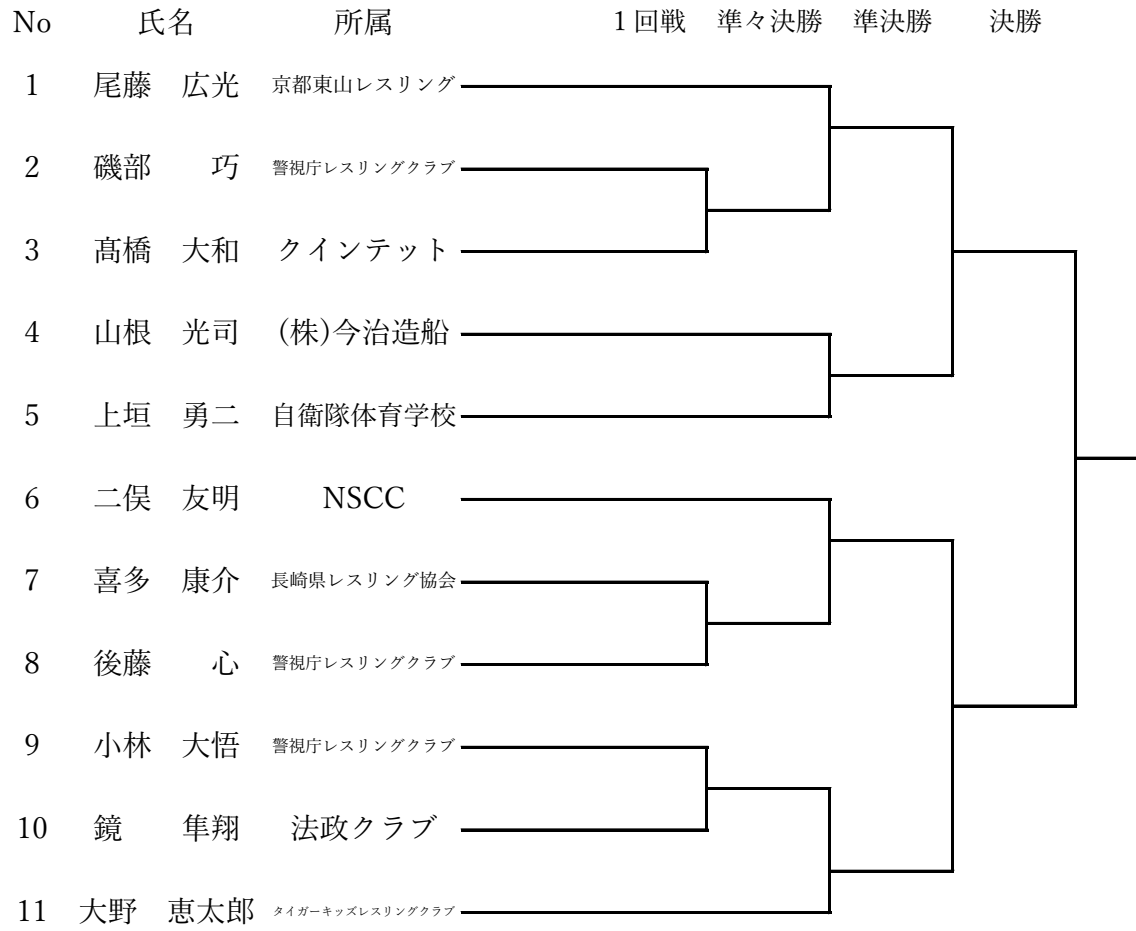 No 氏名 所属 1回戦 準々決勝 準決勝 決勝
1 尾藤 広光 京都東山レスリング
2 磯部 巧 警視庁レスリングクラブ
3 髙橋 大和 クインテット
4 山根 光司 (株)今治造船
5 上垣 勇二 自衛隊体育学校
6 二俣 友明 NSCC
7 喜多 康介 長崎県レスリング協会
8 後藤 心 警視庁レスリングクラブ
9 小林 大悟 警視庁レスリングクラブ
10 鏡 隼翔 法政クラブ
11 大野 恵太郎 タイガーキッズレスリングクラブ